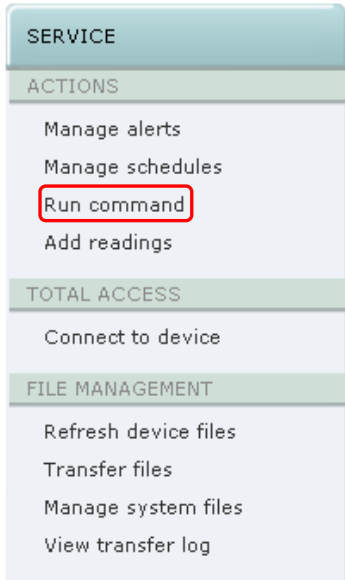 SERVICE
ACTIONS
Manage alerts
Manage schedules
Run command
Add readings
TOTAL ACCESS
Connect to device
FILE MANAGEMENT
Refresh device files
Transfer files
Manage system files
View transfer log